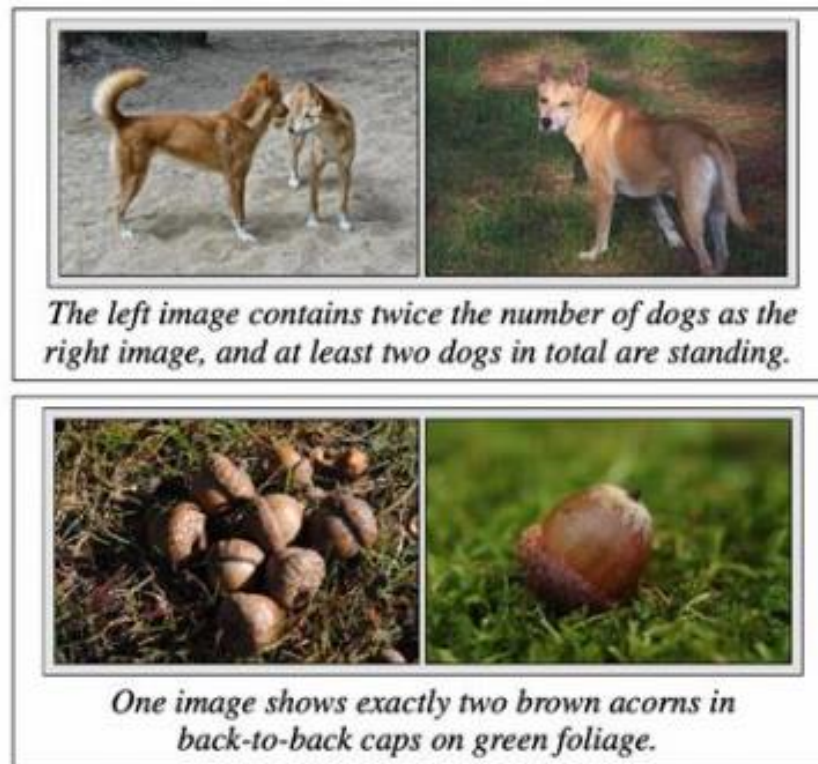 The left image contains twice the number of dogs as the
right image, and at least two dogs in total are standing.
One image shows exactly two brown acorns in
back-to-back caps on green foliage.